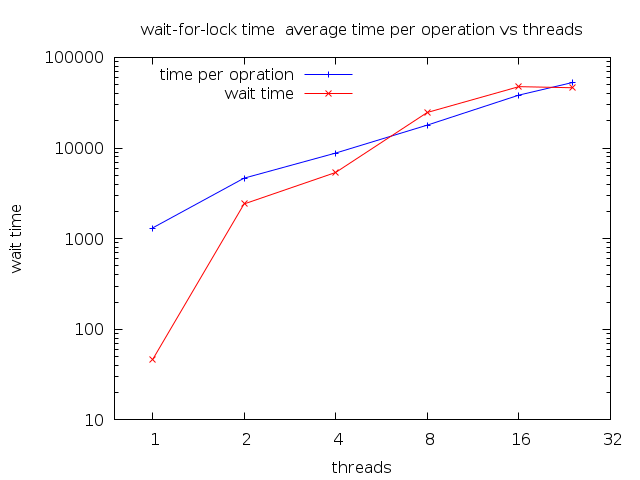 wait-for-lock time  average time per operation vs threads
100000
time per opration
wait time
10000
1000
wait time
100
10
1 2 4 8 16 32
threads